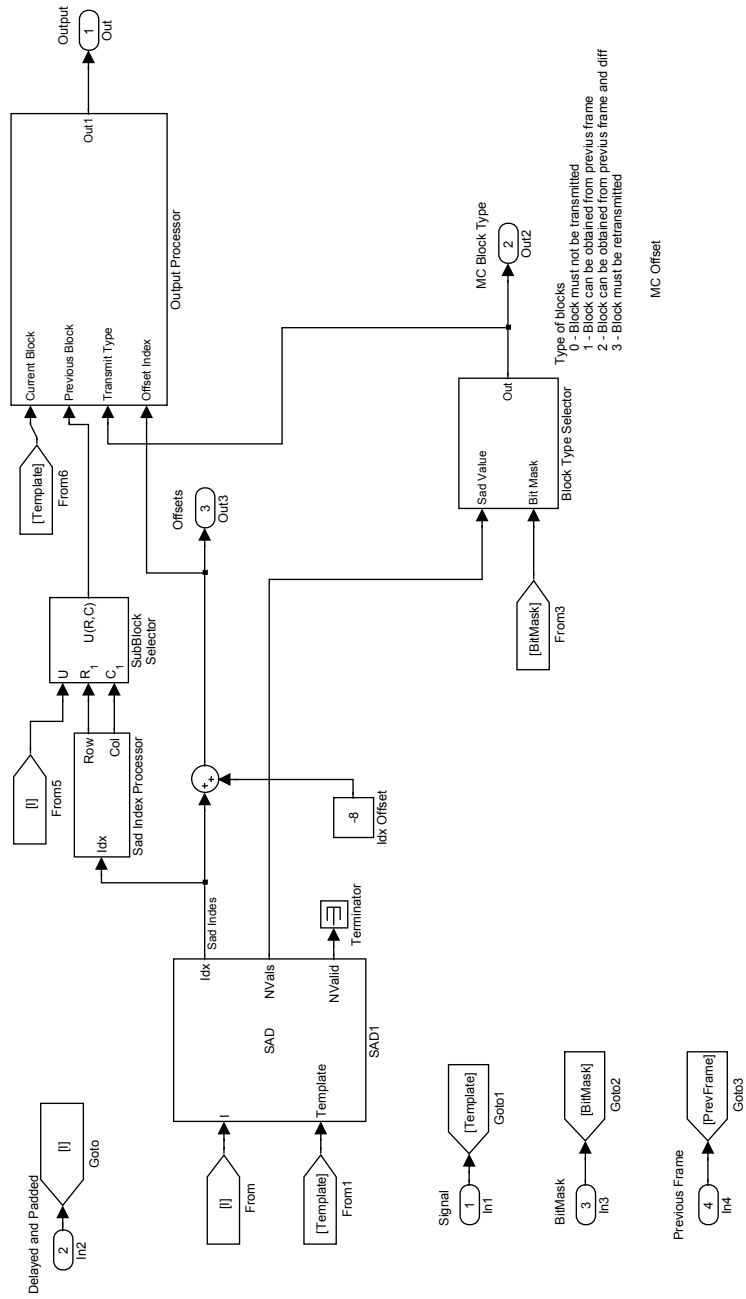 Delayed and Padded
2
In2
[I]
Goto
[I]
From
[Template]
From1
I
Template
SAD
Idx
NVals
NValid
SAD1
Sad Indes
Terminator
[I]
From5
Idx
Row
Col
Sad Index Processor
U
R1
C1
U(R,C)
SubBlock
Selector
[Template]
From6
Current Block
Previous Block
Transmit Type
Offset Index
Out1
Output Processor
Output
1
Out
+
+
-8
Idx Offset
Offsets
3
Out3
[BitMask]
From3
Sad Value
Bit Mask
Out
Block Type Selector
MC Block Type
2
Out2
Type of blocks
0 - Block must not be transmitted
1 - Block can be obtained from previus frame
2 - Block can be obtained from previus frame and diff
3 - Block must be retransmitted
MC Offset
Signal
1
In1
[Template]
Goto1
BitMask
3
In3
[BitMask]
Goto2
Previous Frame
4
In4
[PrevFrame]
Goto3